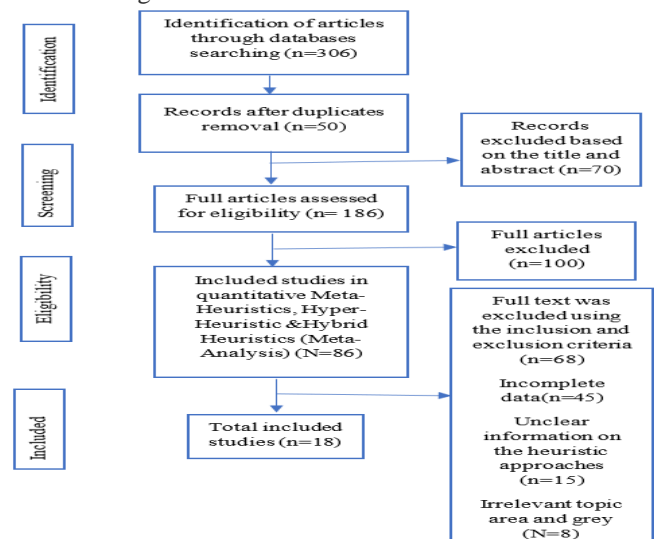 Identification
Identification of articles
through databases
searching (n=306)
Records after duplicates
removal (n=50)
Records
excluded based
on the title and
abstract (n=70)
Screening
Full articles assessed
for eligibility (n= 186)
Full articles
excluded
(n=100)
Eligibility
Included studies in
quantitative Meta-
Heuristics, Hyper-
Heuristic &Hybrid
Heuristics (Meta-
Analysis) (N=86)
Full text was
excluded using
the inclusion and
exclusion criteria
(n=68)
Incomplete
data(n=45)
Unclear
information on
the heuristic
approaches
(n=15)
Irrelevant topic
area and grey
(N=8)
Included
Total included
studies (n=18)